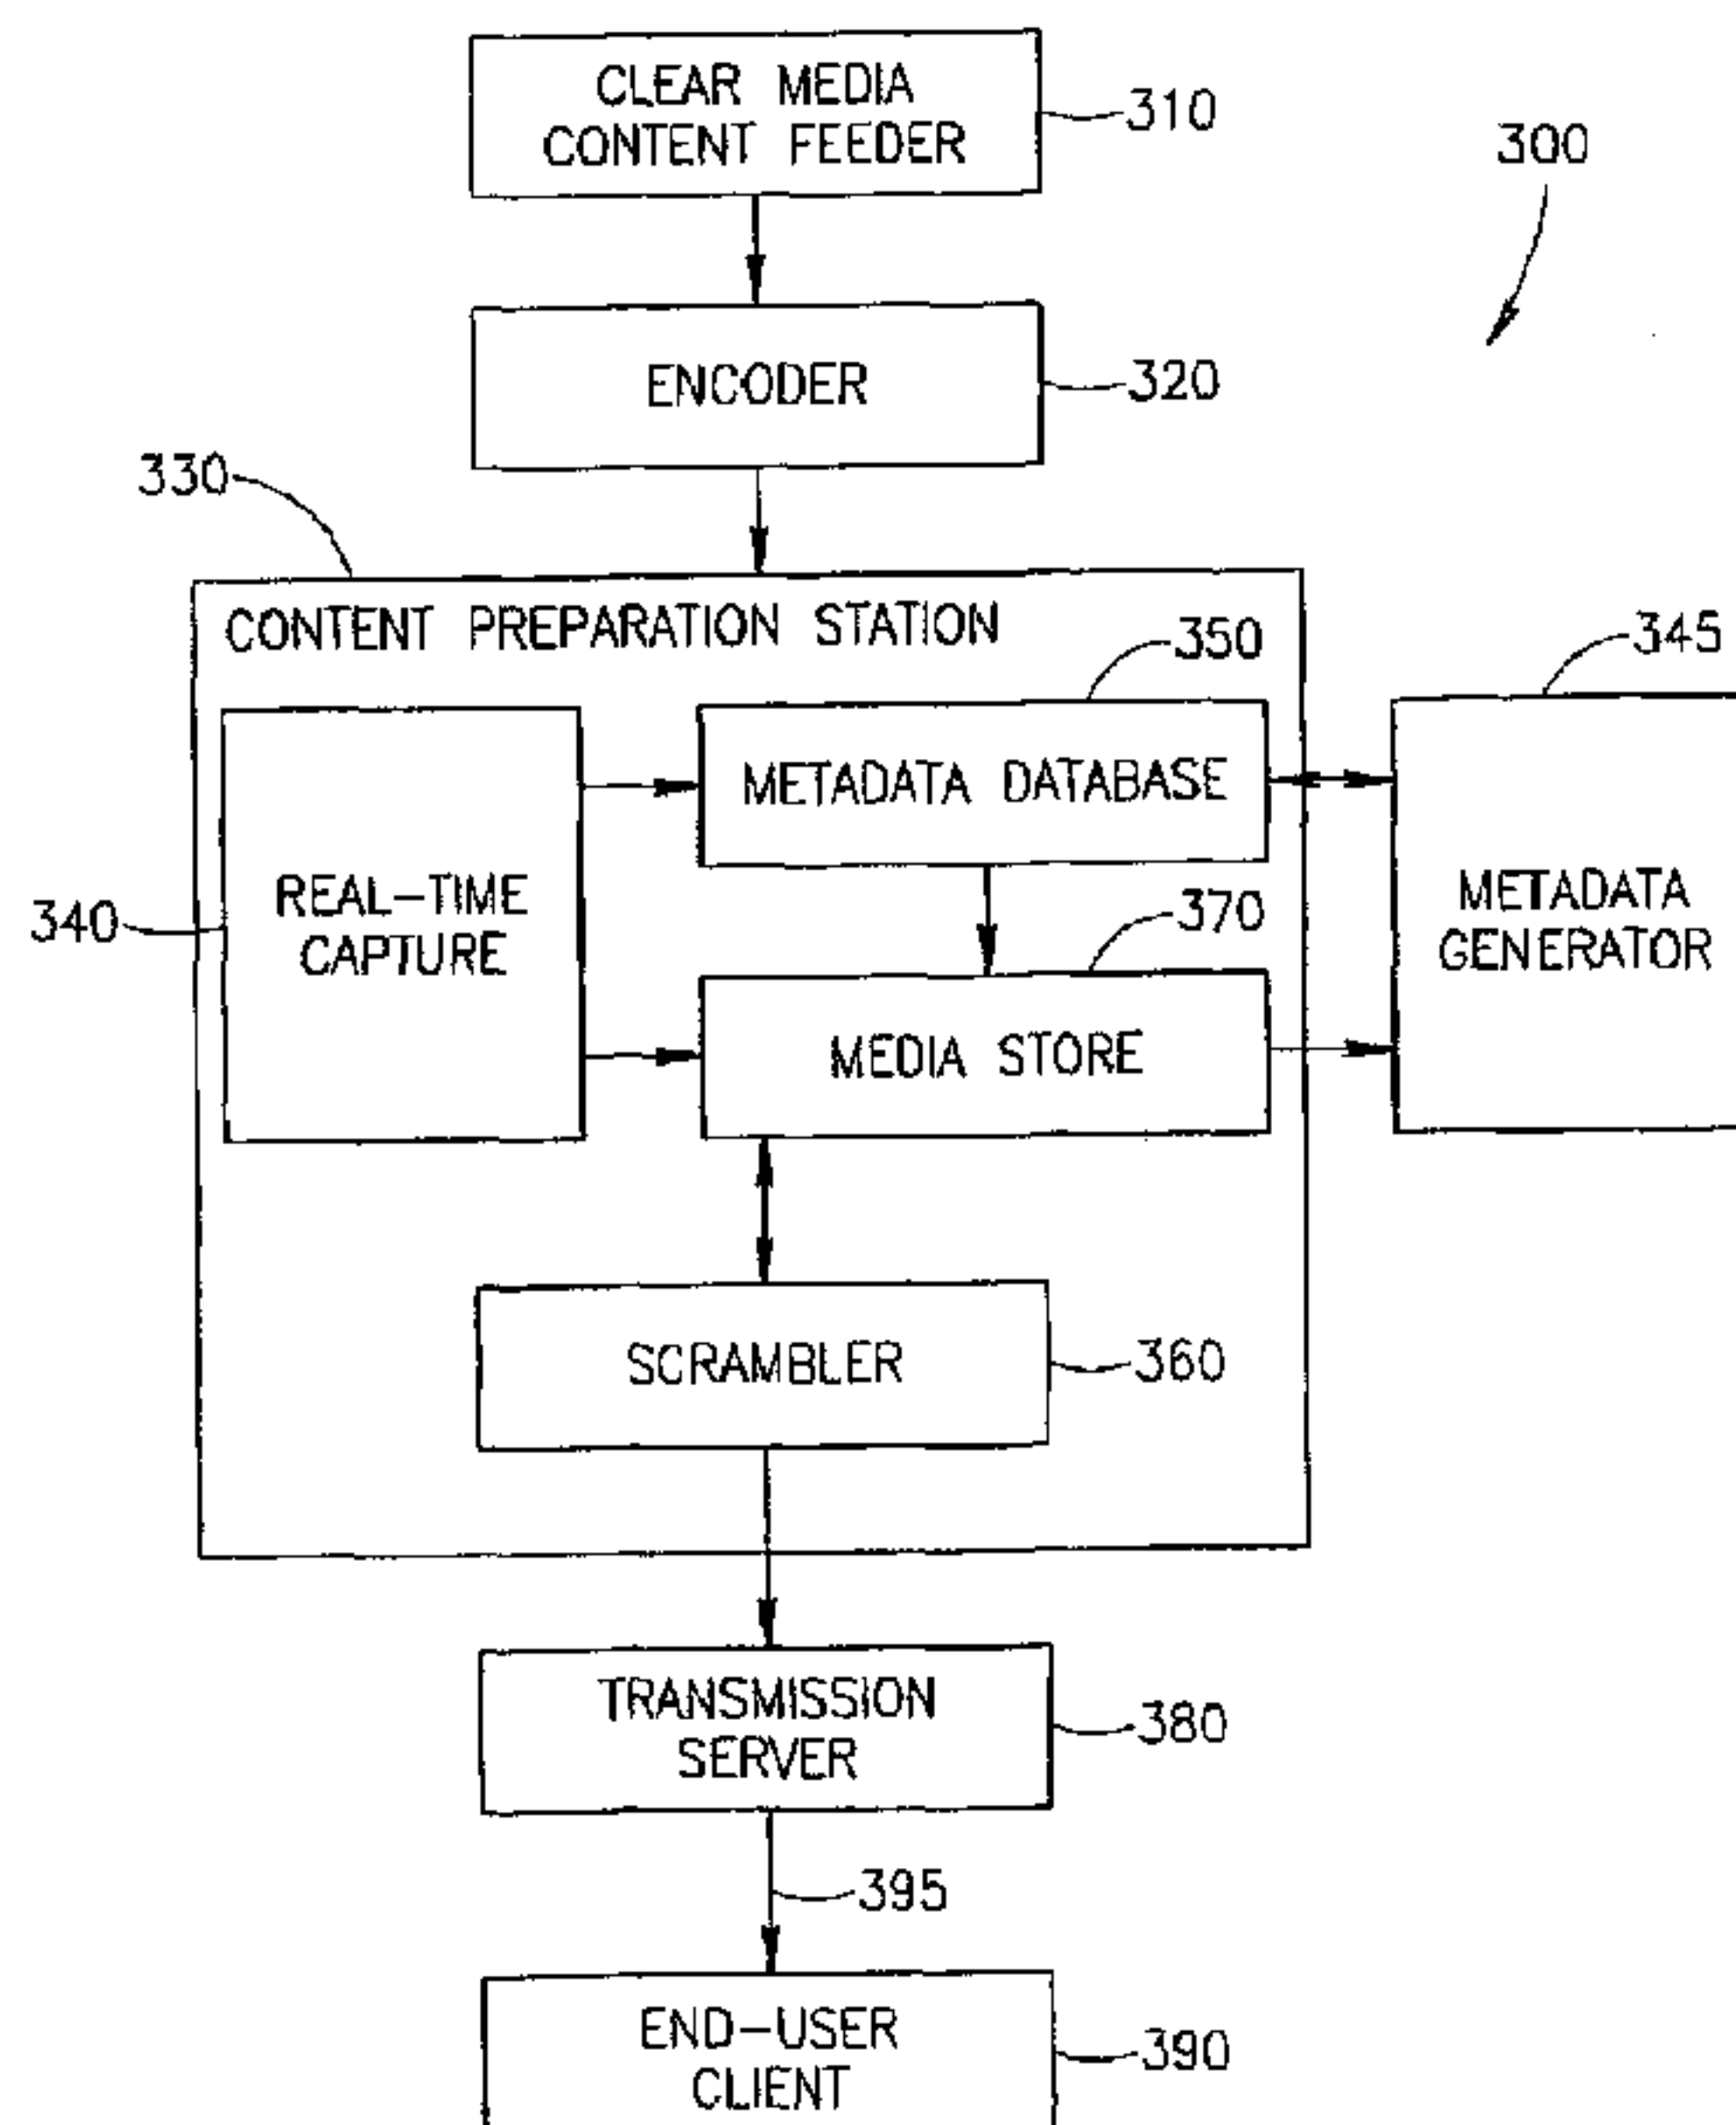 CLEAR MEDIA
CONTENT FEEDER
310
300
ENCODER
320
330
CONTENT PREPARATION STATION
350
345
METADATA DATABASE
REAL-TIME
CAPTURE
340
370
METADATA
GENERATOR
MEDIA STORE
SCRAMBLER
360
TRANSMISSION
SERVER
380
395
END-USER
CLIENT
390